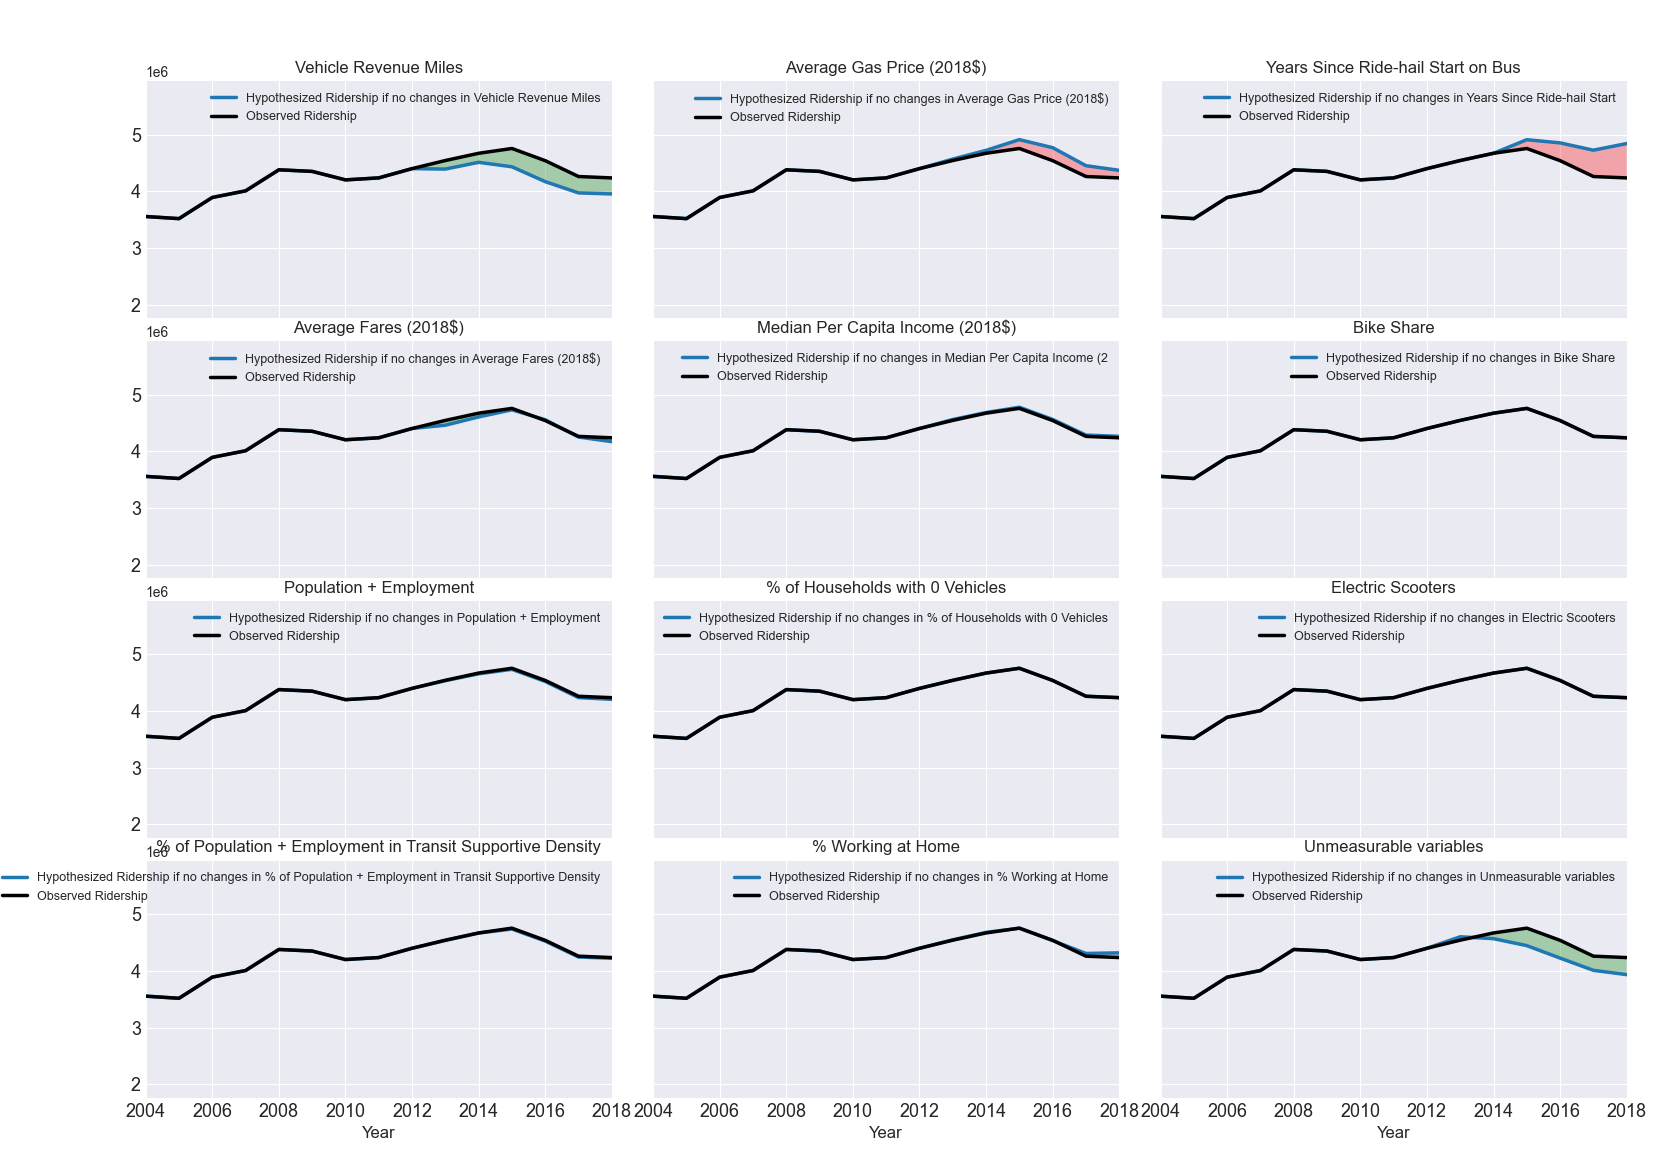 Vehicle Revenue Miles
1e6
Hypothesized Ridership if no changes in Vehicle Revenue Miles
Observed Ridership
5
4
3
2
Average Gas Price (2018$)
Hypothesized Ridership if no changes in Average Gas Price (2018$)
Observed Ridership
Years Since Ride-hail Start on Bus
Hypothesized Ridership if no changes in Years Since Ride-hail Start
Observed Ridership
Average Fares (2018$)
1e6
Hypothesized Ridership if no changes in Average Fares (2018$)
Observed Ridership
5
4
3
2
Median Per Capita Income (2018$)
Hypothesized Ridership if no changes in Median Per Capita Income (2
Observed Ridership
Bike Share
Hypothesized Ridership if no changes in Bike Share
Observed Ridership
Population + Employment
1e6
Hypothesized Ridership if no changes in Population + Employment
Observed Ridership
5
4
3
2
% of Households with 0 Vehicles
Hypothesized Ridership if no changes in % of Households with 0 Vehicles
Observed Ridership
Electric Scooters
Hypothesized Ridership if no changes in Electric Scooters
Observed Ridership
% of Population + Employment in Transit Supportive Density
1e6
Hypothesized Ridership if no changes in % of Population + Employment in Transit Supportive Density
Observed Ridership
5
4
3
2
2004 2006 2008 2010 2012 2014 2016 2018
Year
% Working at Home
Hypothesized Ridership if no changes in % Working at Home
Observed Ridership
2004 2006 2008 2010 2012 2014 2016 2018
Year
Unmeasurable variables
Hypothesized Ridership if no changes in Unmeasurable variables
Observed Ridership
2004 2006 2008 2010 2012 2014 2016 2018
Year